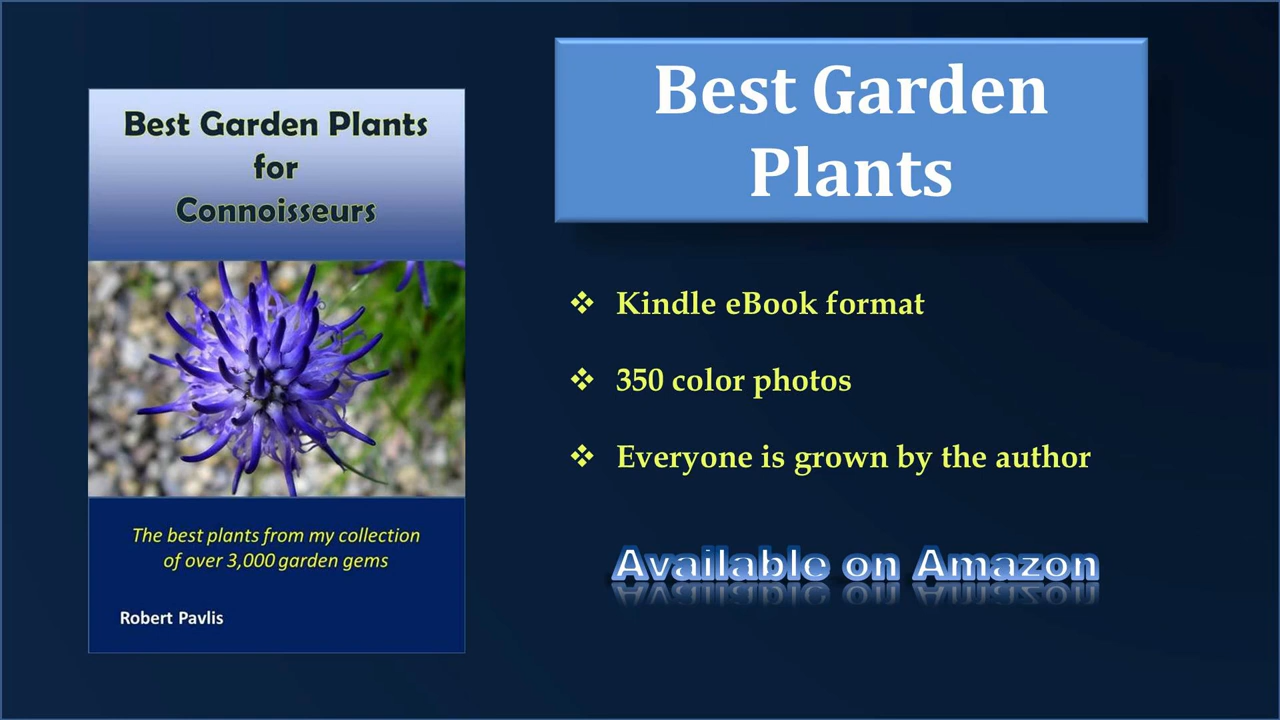 Best Garden Plants
for
Connoisseurs
The best plants from my collection
of over 3,000 garden gems
Robert Pavlis
Best Garden
Plants
❖ Kindle eBook format
❖ 350 color photos
❖ Everyone is grown by the author
Available on Amazon